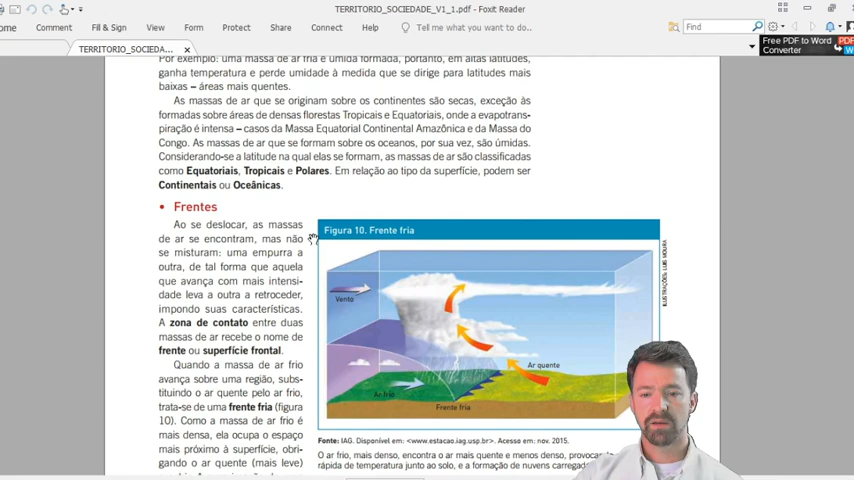 TERRITORIO_SOCIEDADE_V1_1.pdf - Foxit Reader
ome Comment Fill & Sign View Form Protect Share Connect Help Tell me what you want to do... Find
TERRITORIO_SOCIEDA...
Free PDF to Word
Converter
PDF
W
Por exemplo: uma massa de ar fria é úmida formada, portanto, em altas latitudes,
ganha temperatura e perde umidade à medida que se dirige para latitudes mais
baixas – áreas mais quentes.
As massas de ar que se originam sobre os continentes são secas, exceção às
formadas sobre áreas de densas florestas Tropicais e Equatoriais, onde a evapotrans-
piração é intensa – casos da Massa Equatorial Continental Amazônica e da Massa do
Congo. As massas de ar que se formam sobre os oceanos, por sua vez, são úmidas.
Considerando-se a latitude na qual elas se formam, as massas de ar são classificadas
como Equatoriais, Tropicais e Polares. Em relação ao tipo da superfície, podem ser
Continentais ou Oceânicas.
• Frentes
Ao se deslocar, as massas
de ar se encontram, mas não
se misturam: uma empurra a
outra, de tal forma que aquela
que avança com mais intensi-
dade leva a outra a retroceder,
impondo suas características.
A zona de contato entre duas
massas de ar recebe o nome de
frente ou superfície frontal.
Quando a massa de ar frio
avança sobre uma região, subs-
tituindo o ar quente pelo ar frio,
trata-se de uma frente fria (figura
10). Como a massa de ar frio é
mais densa, ela ocupa o espaço
mais próximo à superfície, obri-
gando o ar quente (mais leve)
Figura 10. Frente fria
Vento
Ar quente
Ar frio
Frente fria
ILUSTRAÇÕES: LUIS MOURA
Fonte: IAG. Disponível em: <www.estacao.iag.usp.br>. Acesso em: nov. 2015.
O ar frio, mais denso, encontra o ar mais quente e menos denso,
rápida de temperatura junto ao solo, e a formação de nuvens